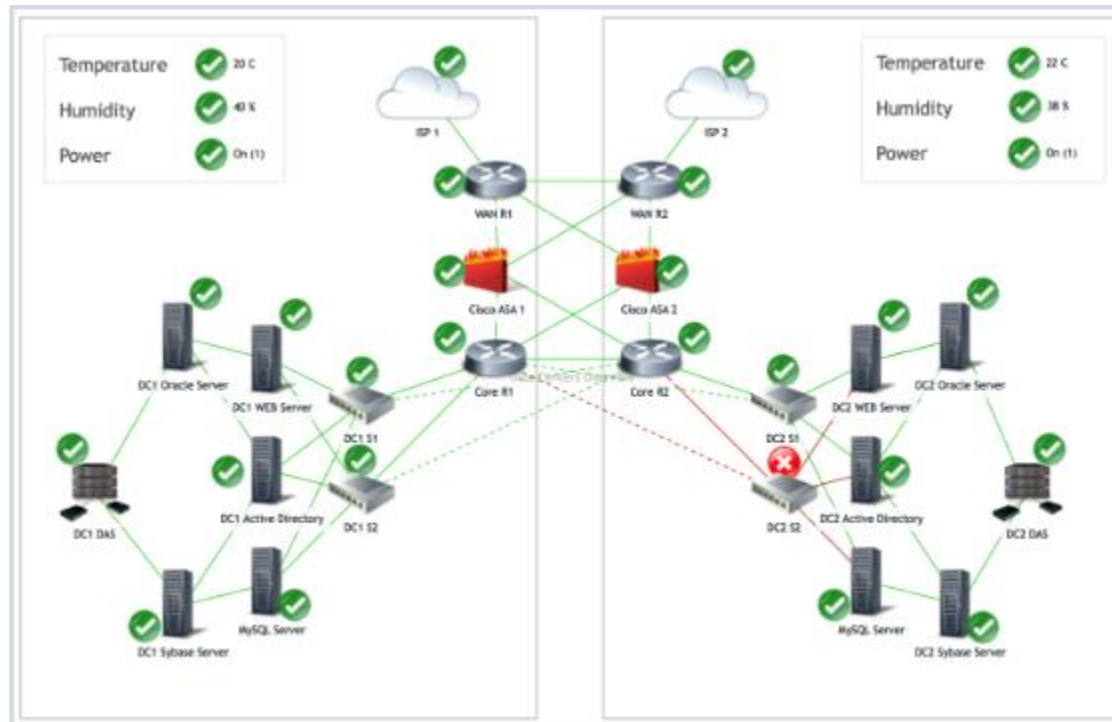 Temperature 20 C
Humidity 40 %
Power On (1)
Temperature 22 C
Humidity 38 %
Power On (1)
ISP 1
ISP 2
WAN R1
WAN R2
Cisco ASA 1
Cisco ASA 2
Core R1
Core R2
DC1 Oracle Server
DC1 WEB Server
DC1 S1
DC1 Active Directory
DC1 S2
DC1 DAS
MySQL Server
DC1 Sybase Server
DC2 Oracle Server
DC2 WEB Server
DC2 S1
DC2 Active Directory
DC2 S2
DC2 DAS
MySQL Server
DC2 Sybase Server